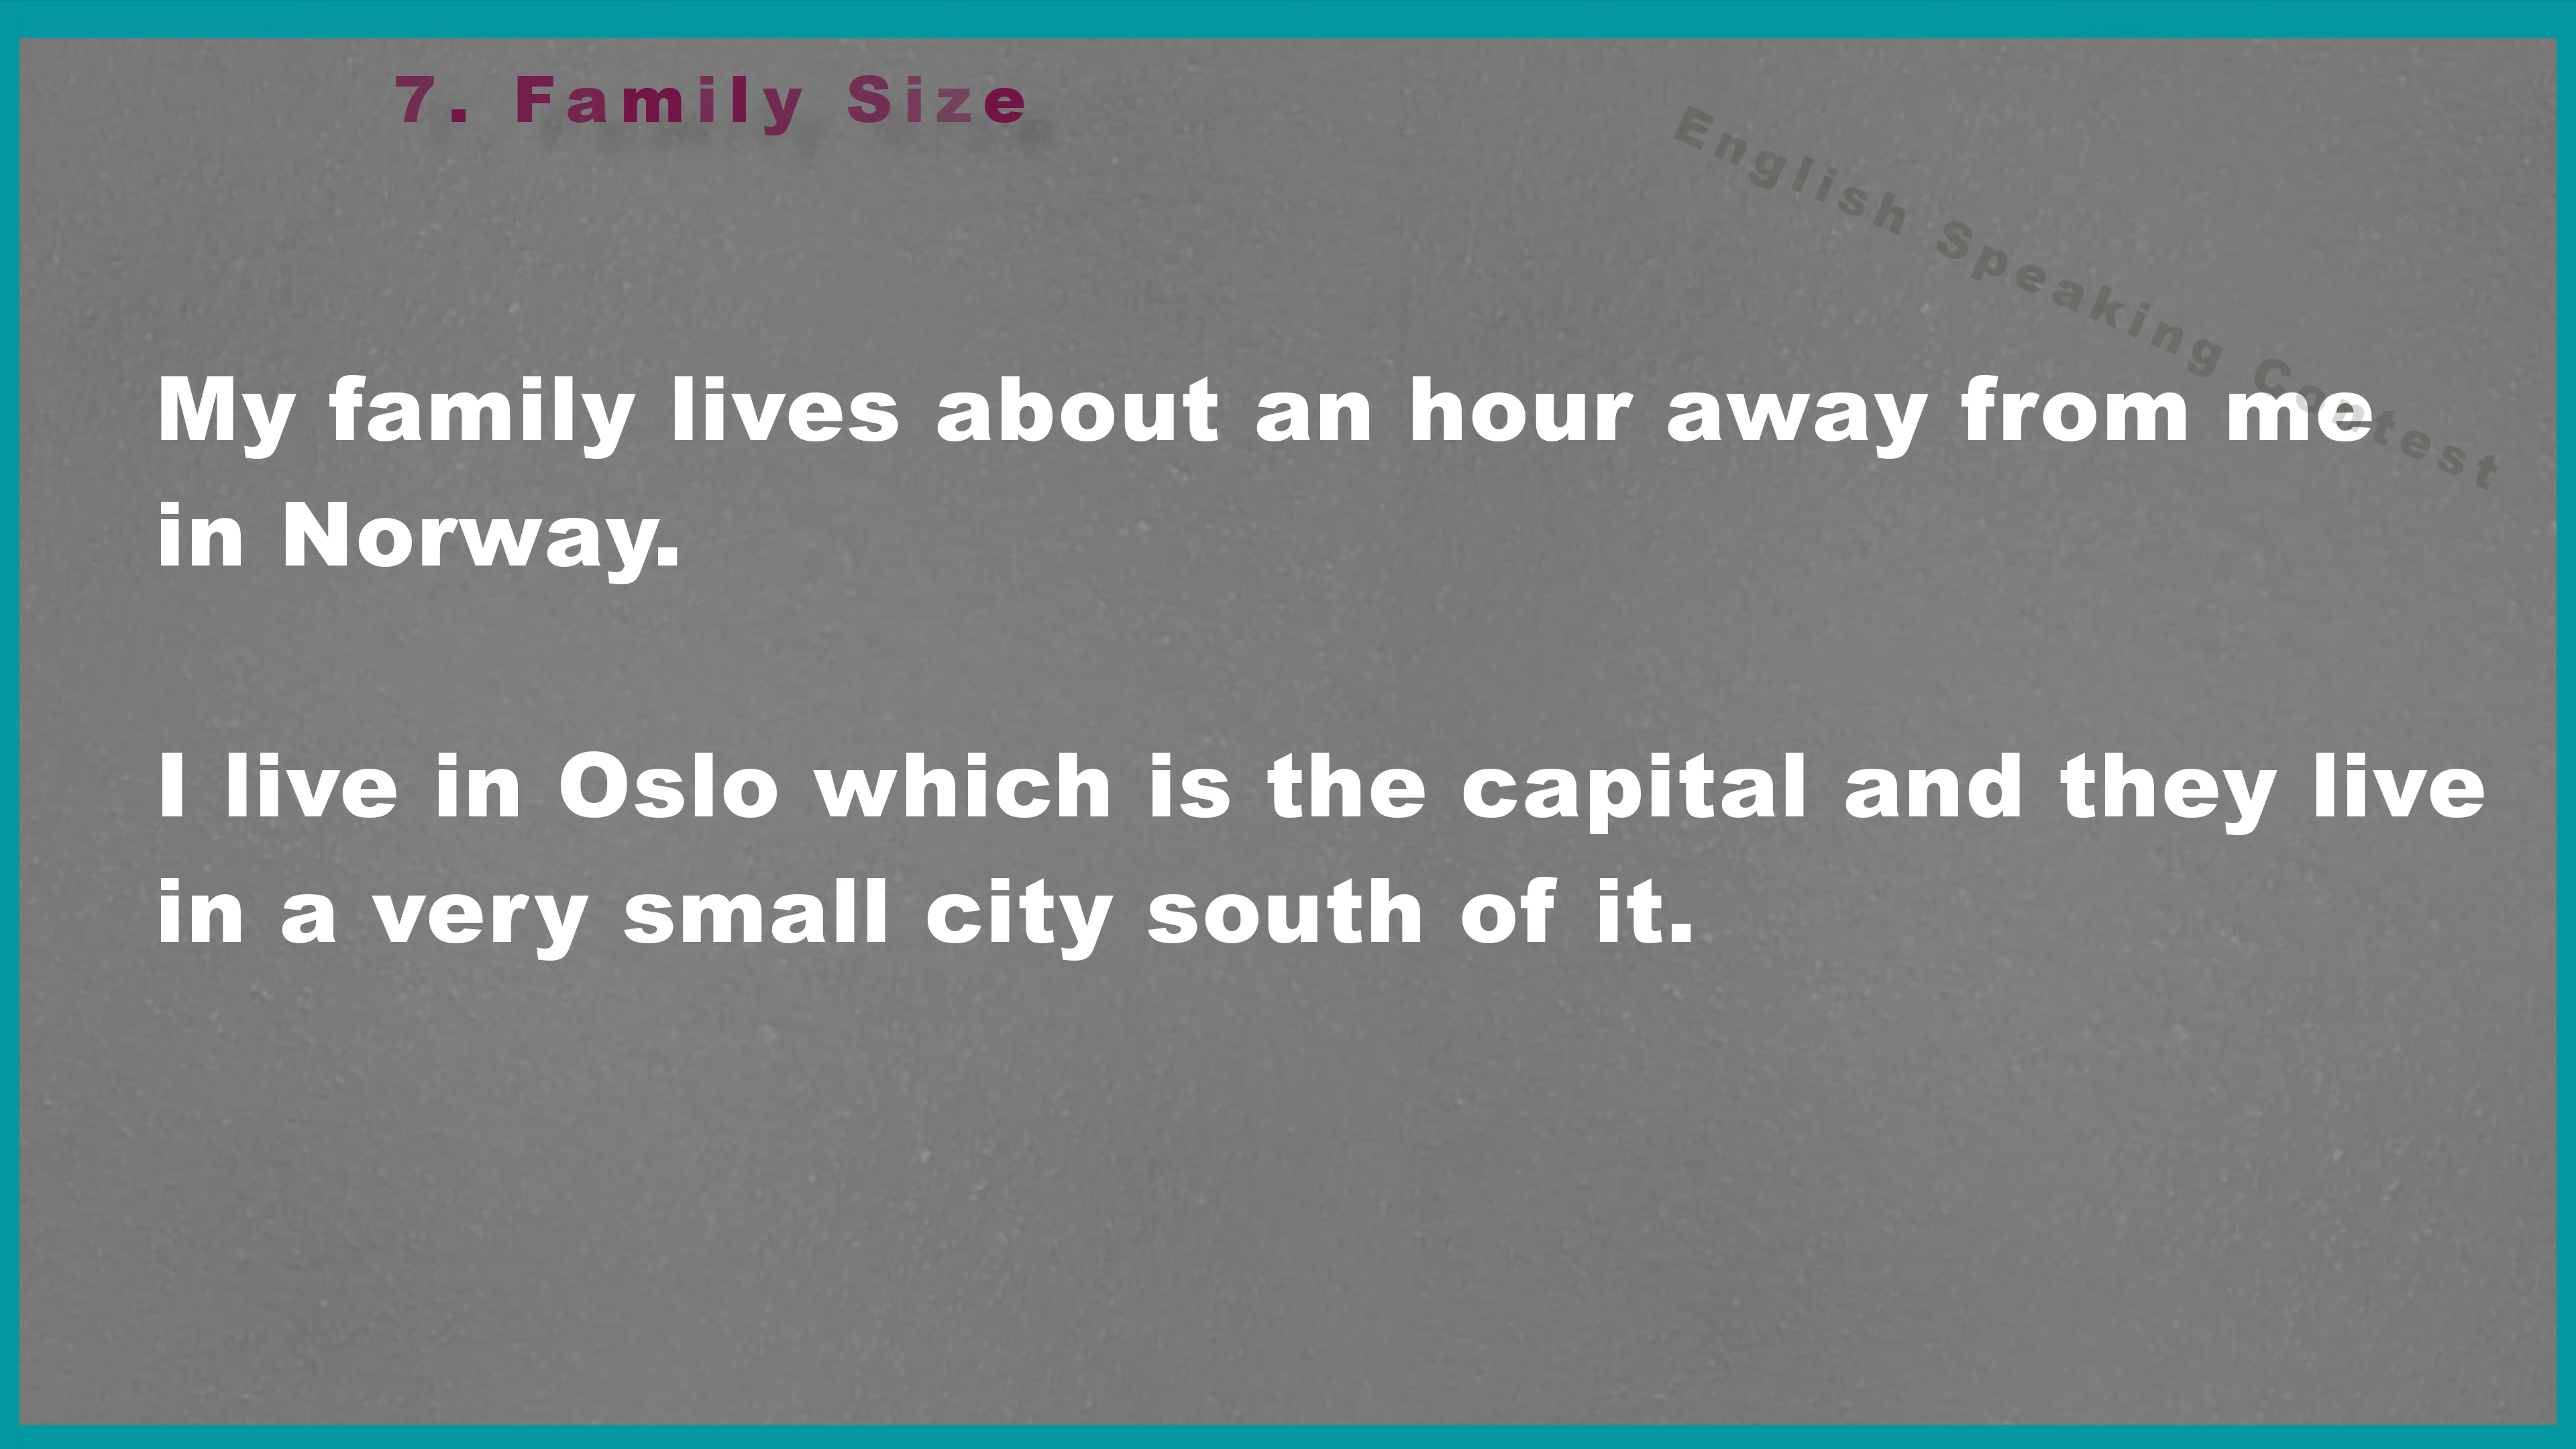 7. Family Size
English Speaking Contest
My family lives about an hour away from me
in Norway.
I live in Oslo which is the capital and they live
in a very small city south of it.